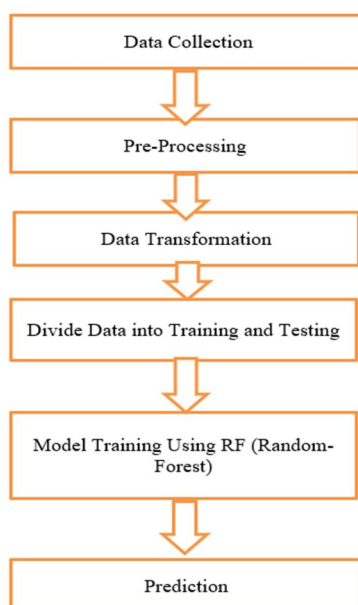 Data Collection
Pre-Processing
Data Transformation
Divide Data into Training and Testing
Model Training Using RF (Random-
Forest)
Prediction